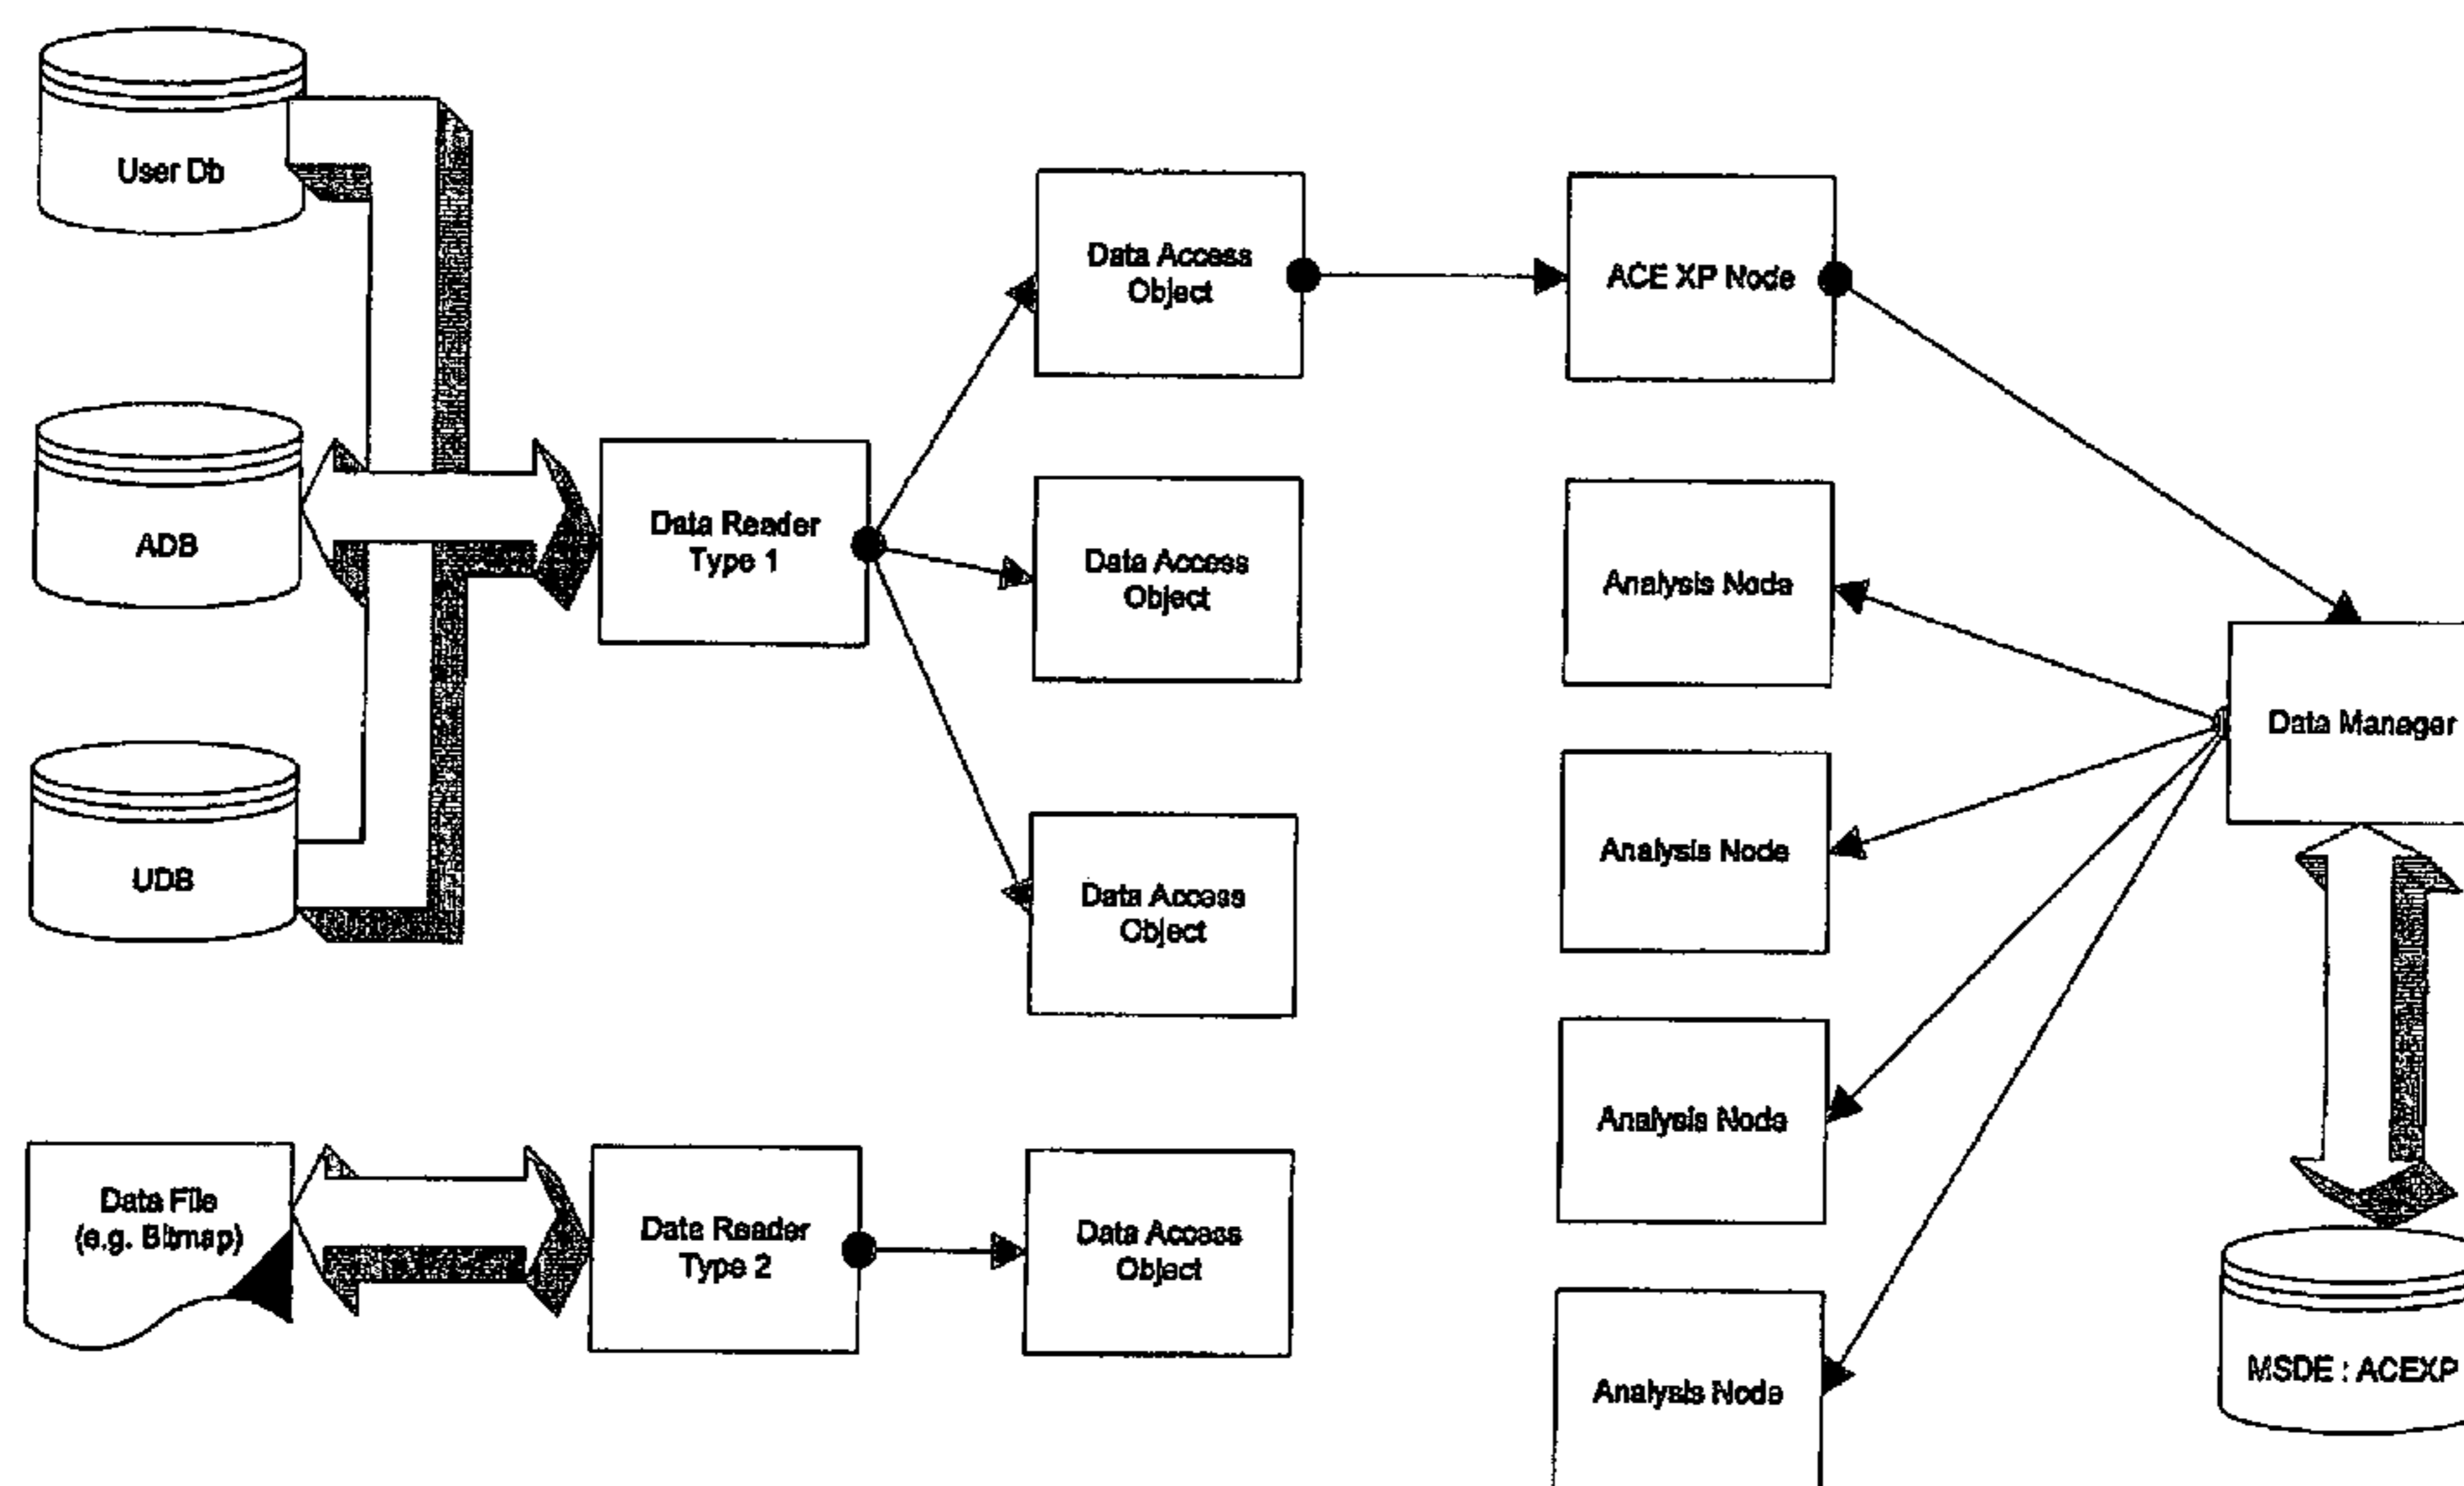 User Db
ADB
UDB
Data File
(e.g. Bitmap)
Data Reader
Type 1
Data Reader
Type 2
Data Access
Object
Data Access
Object
Data Access
Object
Data Access
Object
ACE XP Node
Analysis Node
Analysis Node
Analysis Node
Analysis Node
Data Manager
MSDE : ACEXP